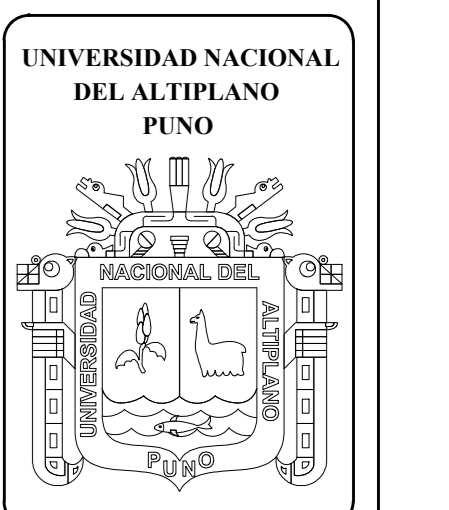 UNIVERSIDAD NACIONAL
DEL ALTIPLANO
PUNO
NACIONAL DEL
UNIVERSIDAD
ALTIPLANO
PUNO